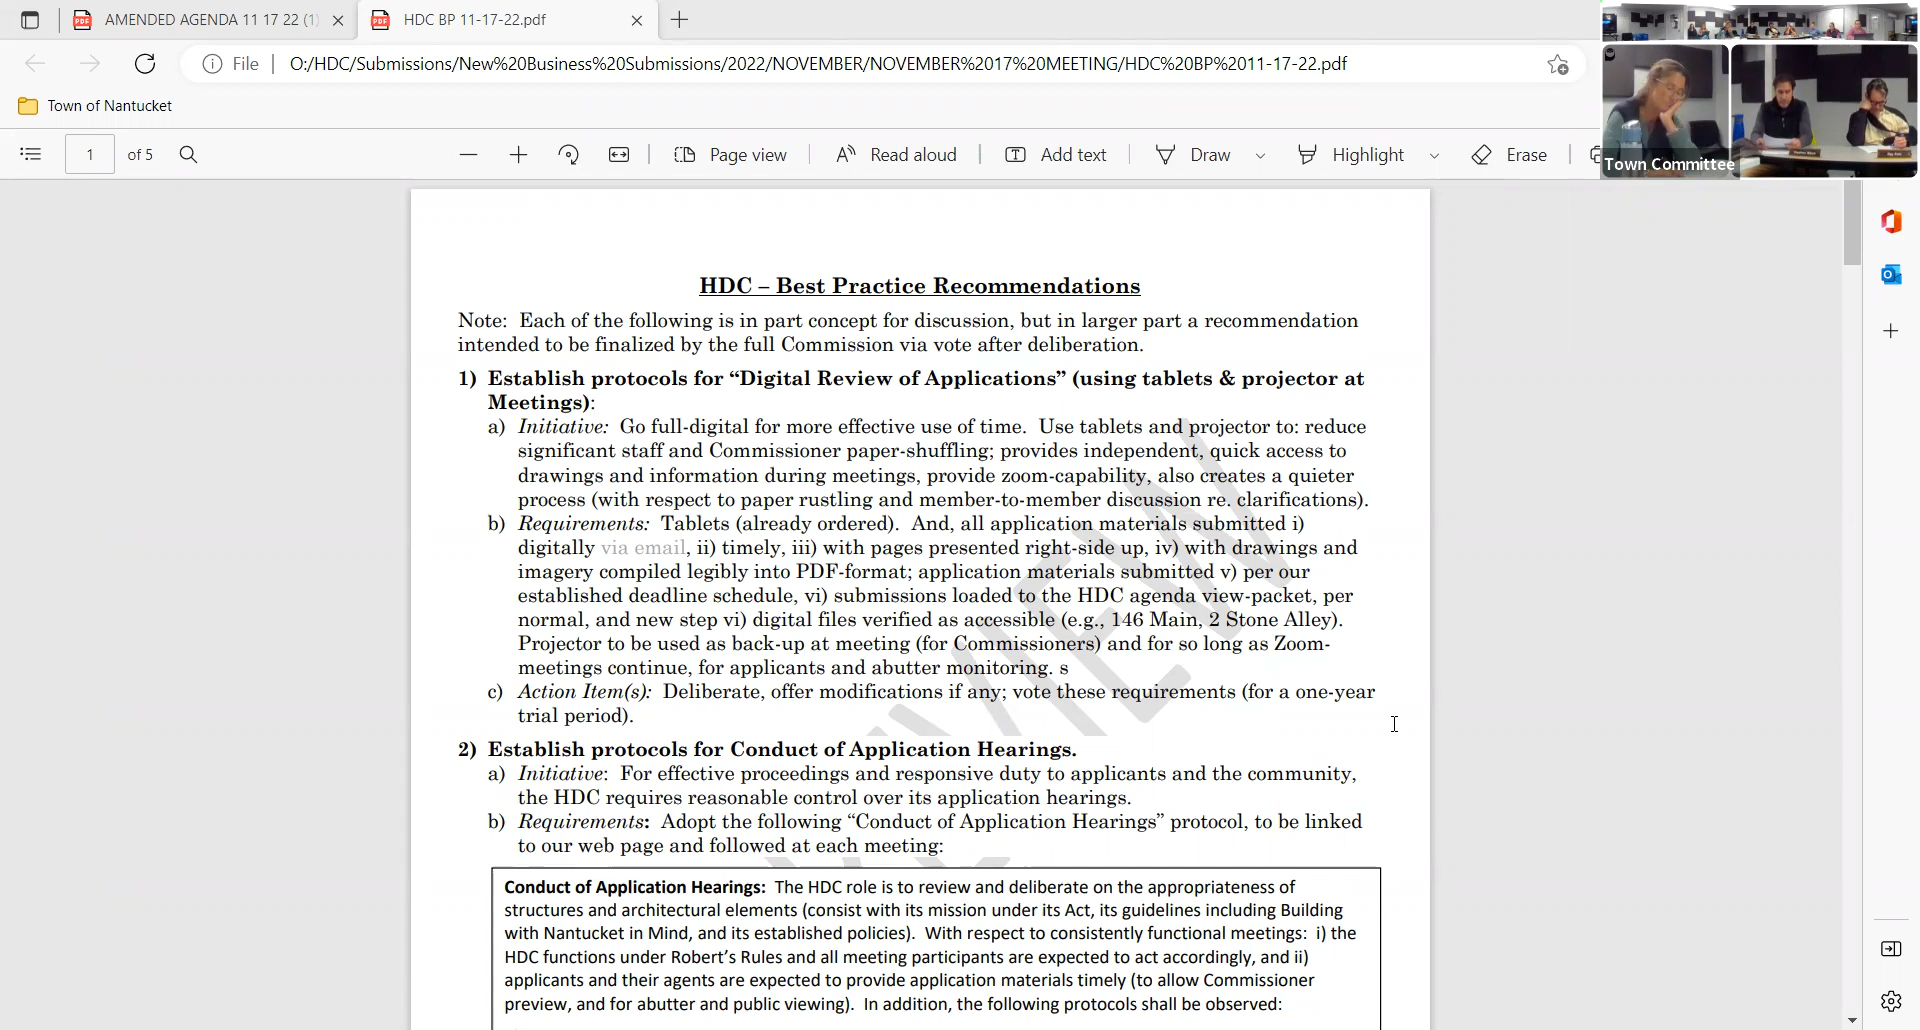 AMENDED AGENDA 11 17 22 (1)
HDC BP 11-17-22.pdf
File
O:/HDC/Submissions/New%20Business%20Submissions/2022/NOVEMBER/NOVEMBER%2017%20MEETING/HDC%20BP%2011-17-22.pdf
Town of Nantucket
1 of 5
Page view
Read aloud
Add text
Draw
Highlight
Erase
Town Committee
HDC – Best Practice Recommendations
Note: Each of the following is in part concept for discussion, but in larger part a recommendation
intended to be finalized by the full Commission via vote after deliberation.
1) Establish protocols for “Digital Review of Applications” (using tablets & projector at
Meetings):
a) Initiative: Go full-digital for more effective use of time. Use tablets and projector to: reduce
significant staff and Commissioner paper-shuffling; provides independent, quick access to
drawings and information during meetings, provide zoom-capability, also creates a quieter
process (with respect to paper rustling and member-to-member discussion re. clarifications).
b) Requirements: Tablets (already ordered). And, all application materials submitted i)
digitally via email, ii) timely, iii) with pages presented right-side up, iv) with drawings and
imagery compiled legibly into PDF-format; application materials submitted v) per our
established deadline schedule, vi) submissions loaded to the HDC agenda view-packet, per
normal, and new step vi) digital files verified as accessible (e.g., 146 Main, 2 Stone Alley).
Projector to be used as back-up at meeting (for Commissioners) and for so long as Zoom-
meetings continue, for applicants and abutter monitoring. s
c) Action Item(s): Deliberate, offer modifications if any; vote these requirements (for a one-year
trial period).
2) Establish protocols for Conduct of Application Hearings.
a) Initiative: For effective proceedings and responsive duty to applicants and the community,
the HDC requires reasonable control over its application hearings.
b) Requirements: Adopt the following “Conduct of Application Hearings” protocol, to be linked
to our web page and followed at each meeting:
Conduct of Application Hearings: The HDC role is to review and deliberate on the appropriateness of
structures and architectural elements (consist with its mission under its Act, its guidelines including Building
with Nantucket in Mind, and its established policies). With respect to consistently functional meetings: i) the
HDC functions under Robert’s Rules and all meeting participants are expected to act accordingly, and ii)
applicants and their agents are expected to provide application materials timely (to allow Commissioner
preview, and for abutter and public viewing). In addition, the following protocols shall be observed: